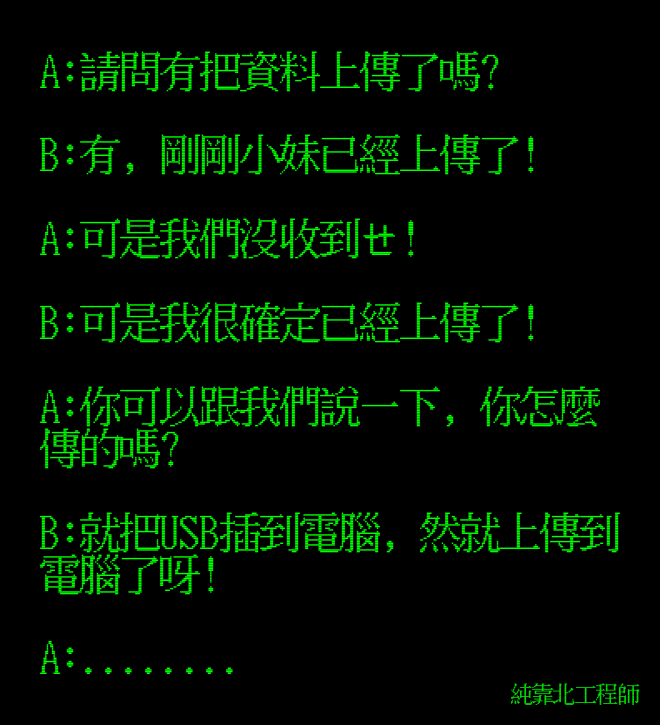 A:請問有把資料上傳了嗎?
B:有, 剛剛小妹已經上傳了!
A:可是我們沒收到ㄝ!
B:可是我很確定已經上傳了!
A:你可以跟我們說一下, 你怎麼
傳的嗎?
B:就把USB插到電腦, 然就上傳到
電腦了呀!
A:........
純靠北工程師